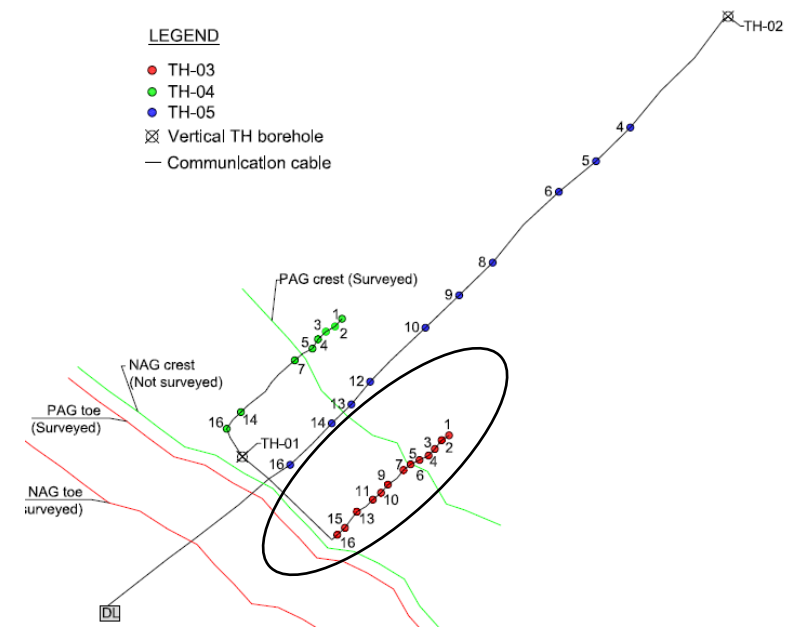 TH-02
LEGEND
TH-03
TH-04
TH-05
Vertical TH borehole
Communication cable
4
5
6
8
9
10
12
13
14
16
PAG crest (Surveyed)
1
2
3
4
5
7
14
16
NAG crest
(Not surveyed)
PAG toe
(Surveyed)
TH-01
NAG toe
surveyed)
1
2
3
4
5
6
7
9
10
11
13
15
16
DL